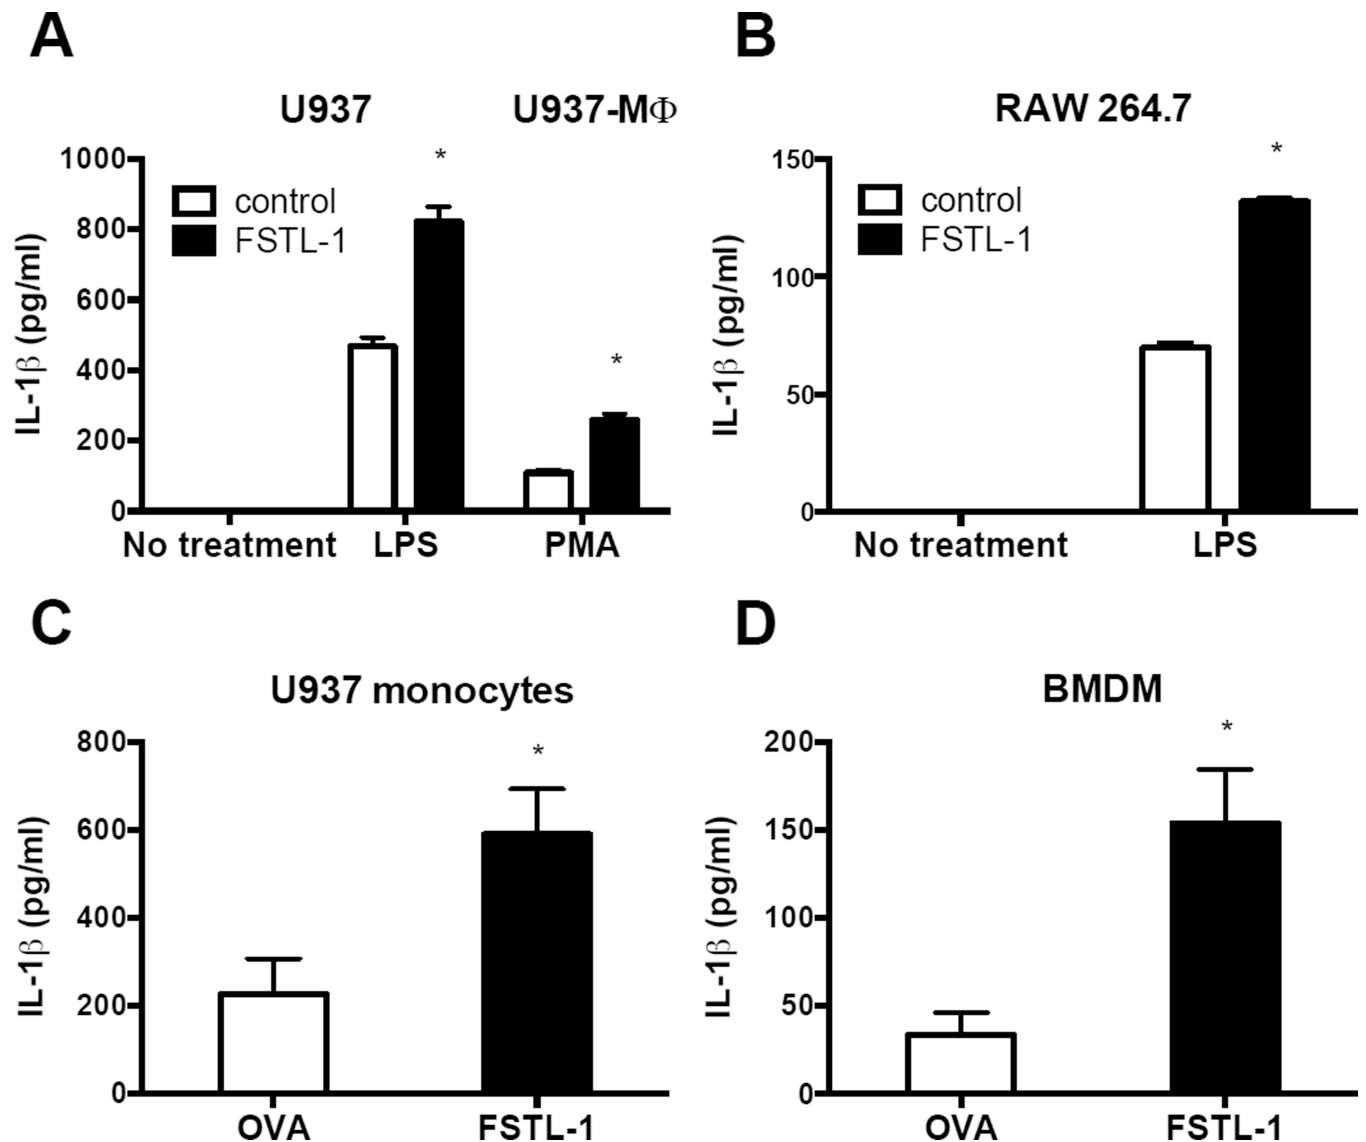 A
U937
U937-MΦ
IL-1β (pg/ml)
1000
800
600
400
200
0
control
FSTL-1
*
*
No treatment
LPS
PMA
B
RAW 264.7
IL-1β (pg/ml)
150
100
50
0
control
FSTL-1
*
No treatment
LPS
C
U937 monocytes
IL-1β (pg/ml)
800
600
400
200
0
*
OVA
FSTL-1
D
BMDM
IL-1β (pg/ml)
200
150
100
50
0
*
OVA
FSTL-1